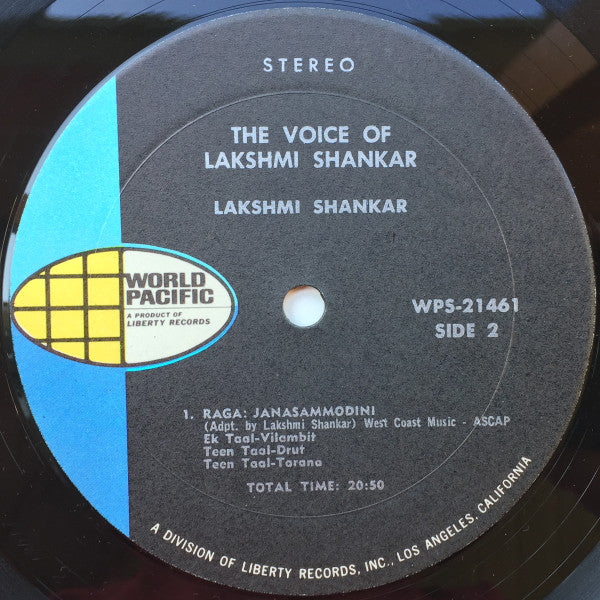 STEREO
THE VOICE OF
LAKSHMI SHANKAR
LAKSHMI SHANKAR
WORLD
PACIFIC
A PRODUCT OF
LIBERTY RECORDS
WPS-21461
SIDE 2
1. RAGA: JANASAMMODINI
(Adpt. by Lakshmi Shankar) West Coast Music - ASCAP
Ek Taal-Vilambit
Teen Taal-Drut
Teen Taal-Tarana
TOTAL TIME: 20:50
A DIVISION OF LIBERTY RECORDS, INC., LOS ANGELES, CALIFORNIA